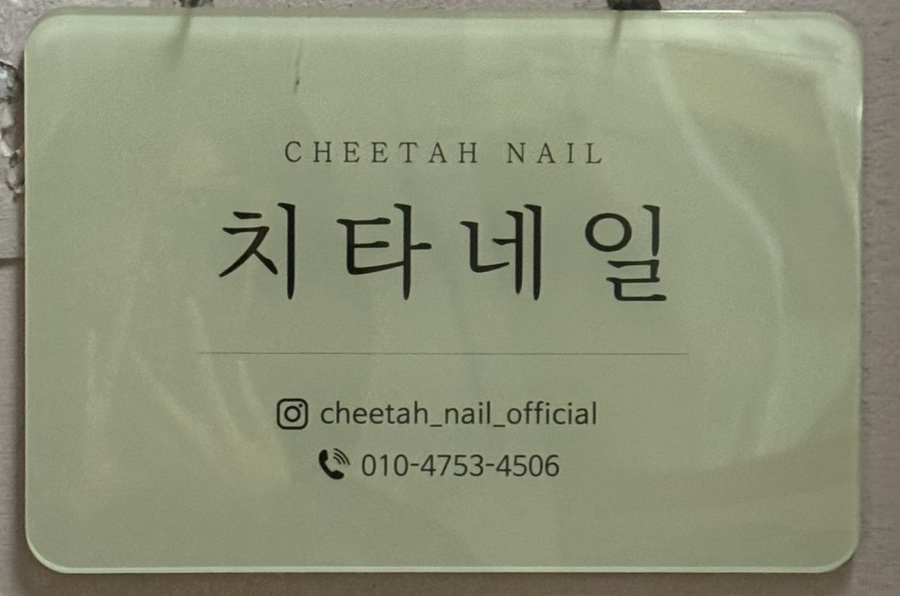 CHEETAH NAIL
치타네일
cheetah_nail_official
010-4753-4506